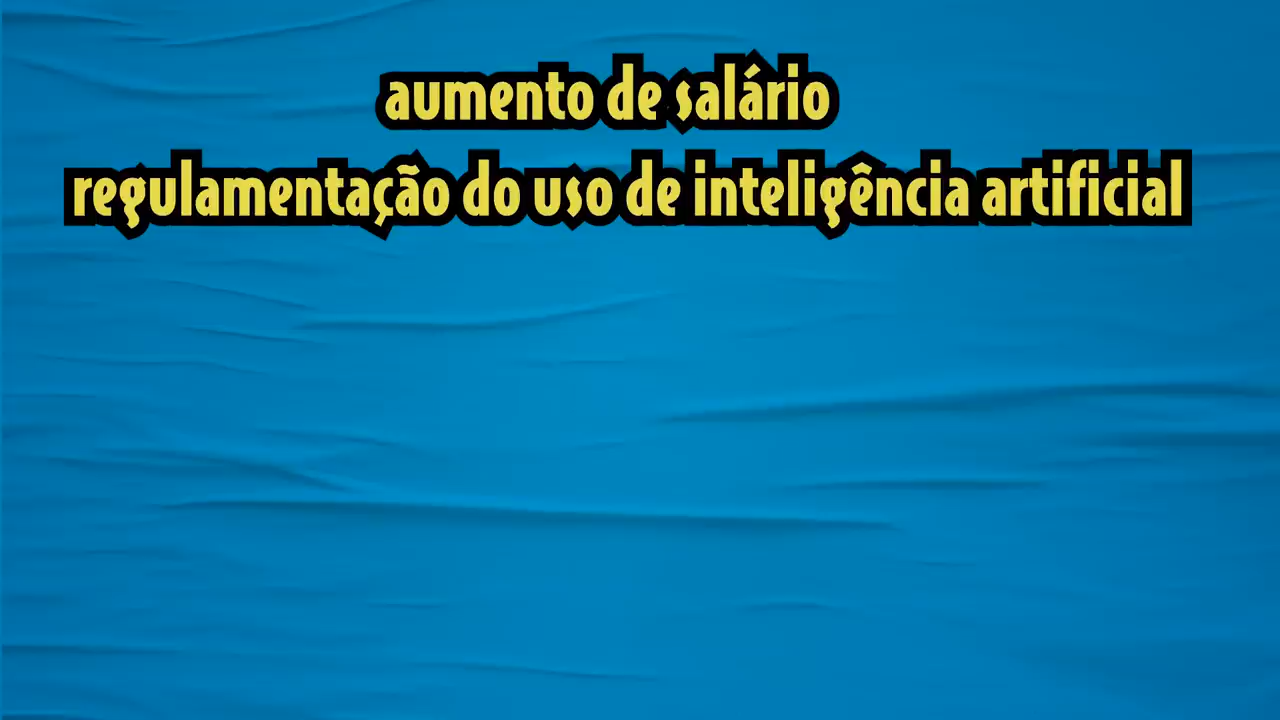 aumento de salário
regulamentação do uso de inteligência artificial